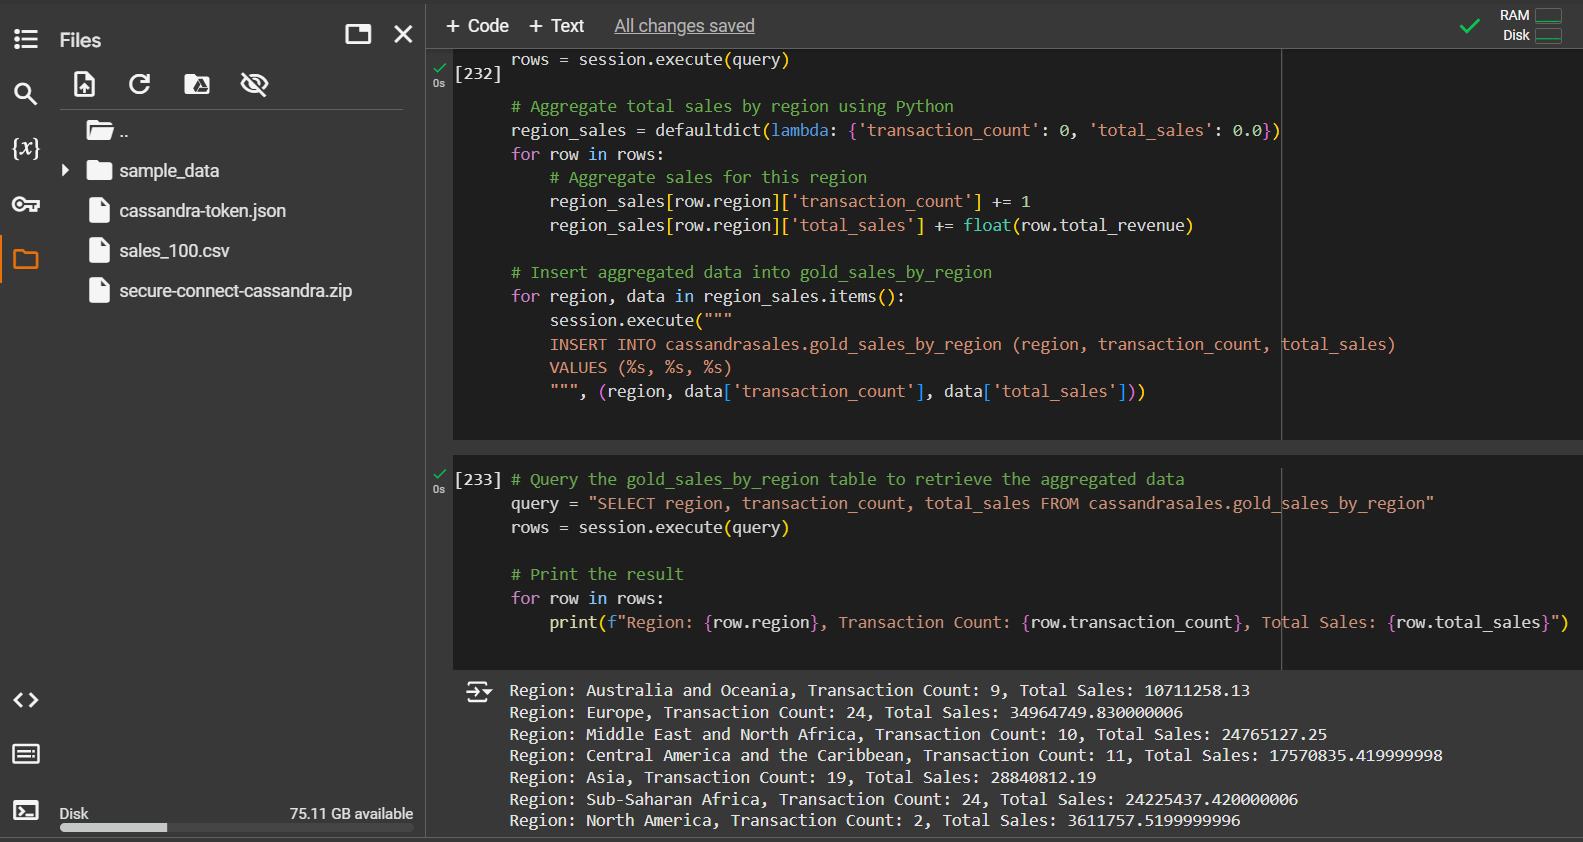 Files
..
sample_data
cassandra-token.json
sales_100.csv
secure-connect-cassandra.zip
{x}
Disk 75.11 GB available
+ Code + Text All changes saved
RAM
Disk
0s
[232]
rows = session.execute(query)
# Aggregate total sales by region using Python
region_sales = defaultdict(lambda: {'transaction_count': 0, 'total_sales': 0.0})
for row in rows:
    # Aggregate sales for this region
    region_sales[row.region]['transaction_count'] += 1
    region_sales[row.region]['total_sales'] += float(row.total_revenue)
# Insert aggregated data into gold_sales_by_region
for region, data in region_sales.items():
    session.execute("""
    INSERT INTO cassandrasales.gold_sales_by_region (region, transaction_count, total_sales)
    VALUES (%s, %s, %s)
    """, (region, data['transaction_count'], data['total_sales']))
0s
[233] # Query the gold_sales_by_region table to retrieve the aggregated data
query = "SELECT region, transaction_count, total_sales FROM cassandrasales.gold_sales_by_region"
rows = session.execute(query)
# Print the result
for row in rows:
    print(f"Region: {row.region}, Transaction Count: {row.transaction_count}, Total Sales: {row.total_sales}")
Region: Australia and Oceania, Transaction Count: 9, Total Sales: 10711258.13
Region: Europe, Transaction Count: 24, Total Sales: 34964749.830000006
Region: Middle East and North Africa, Transaction Count: 10, Total Sales: 24765127.25
Region: Central America and the Caribbean, Transaction Count: 11, Total Sales: 17570835.419999998
Region: Asia, Transaction Count: 19, Total Sales: 28840812.19
Region: Sub-Saharan Africa, Transaction Count: 24, Total Sales: 24225437.420000006
Region: North America, Transaction Count: 2, Total Sales: 3611757.5199999996